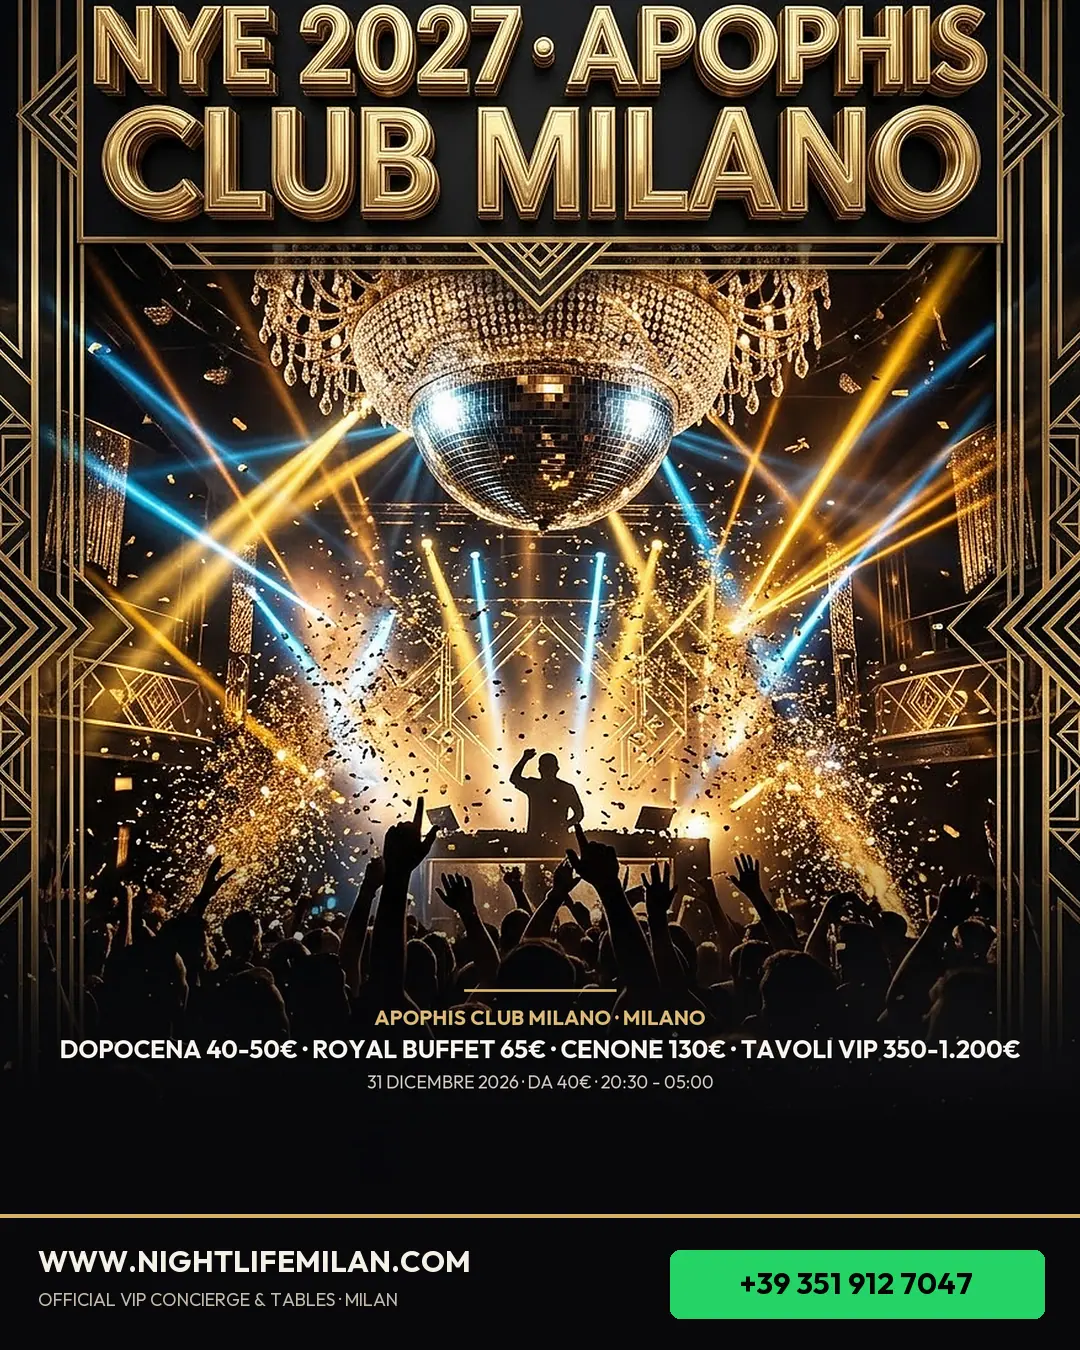 NYE 2027 · APOPHIS
CLUB MILANO
APOPHIS CLUB MILANO · MILANO
DOPOCENA 40-50€ · ROYAL BUFFET 65€ · CENONE 130€ · TAVOLI VIP 350-1.200€
31 DICEMBRE 2026 · DA 40€ · 20:30 - 05:00
WWW.NIGHTLIFEMILAN.COM
OFFICIAL VIP CONCIERGE & TABLES · MILAN
+39 351 912 7047